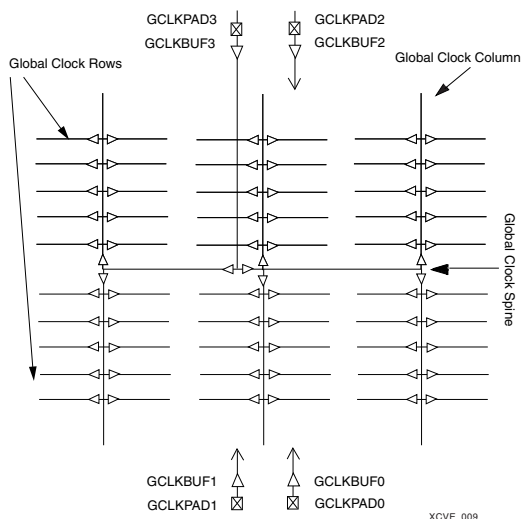 GCLKPAD3 GCLKPAD2
GCLKBUF3 GCLKBUF2
Global Clock Rows
Global Clock Column
Global Clock Spine
GCLKBUF1 GCLKBUF0
GCLKPAD1 GCLKPAD0
XCVE_009